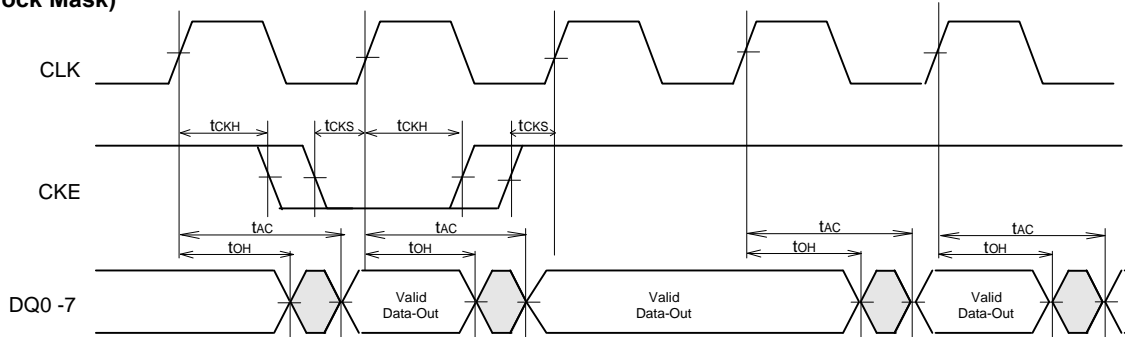 ock Mask)
CLK
tCKH tCKS tCKH tCKS
CKE
tAC tAC tAC tAC
tOH tOH tOH tOH
DQ0 -7
Valid Valid Valid
Data-Out Data-Out Data-Out